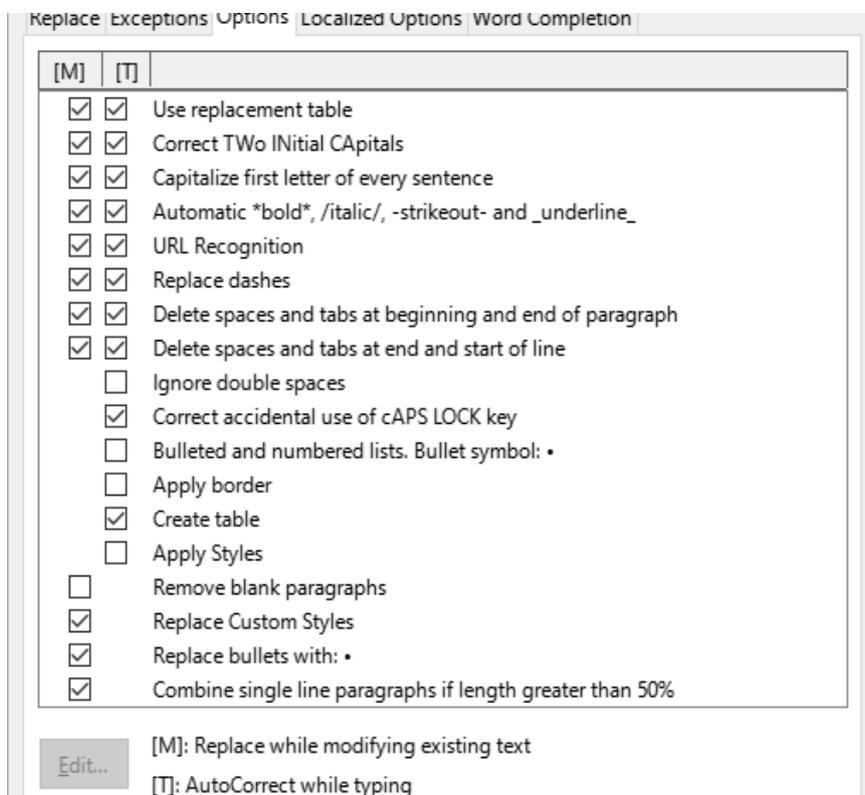 Replace Exceptions Options Localized Options Word Completion
[M] [T]
Use replacement table
Correct TWo INitial CApitals
Capitalize first letter of every sentence
Automatic *bold*, /italic/, -strikeout- and _underline_
URL Recognition
Replace dashes
Delete spaces and tabs at beginning and end of paragraph
Delete spaces and tabs at end and start of line
Ignore double spaces
Correct accidental use of cAPS LOCK key
Bulleted and numbered lists. Bullet symbol: •
Apply border
Create table
Apply Styles
Remove blank paragraphs
Replace Custom Styles
Replace bullets with: •
Combine single line paragraphs if length greater than 50%
Edit...
[M]: Replace while modifying existing text
[T]: AutoCorrect while typing